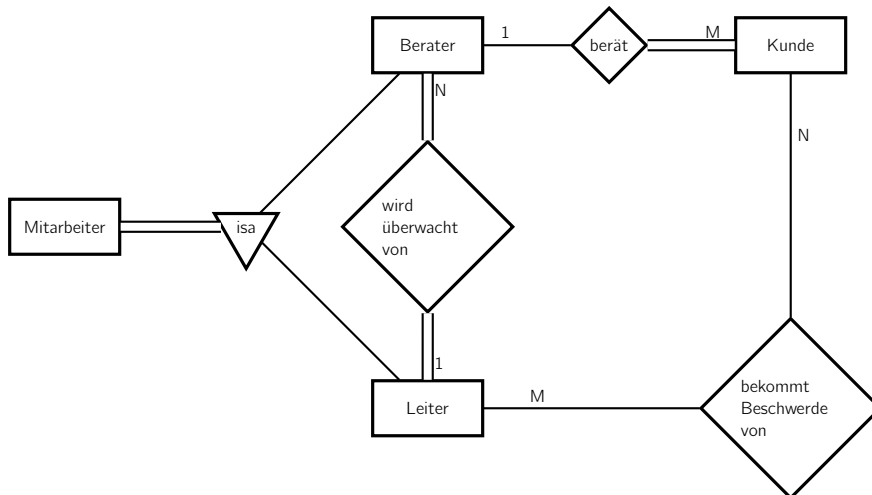 Berater
1
berät
M
Kunde
N
N
wird
überwacht
von
Mitarbeiter
isa
1
Leiter
M
bekommt
Beschwerde
von